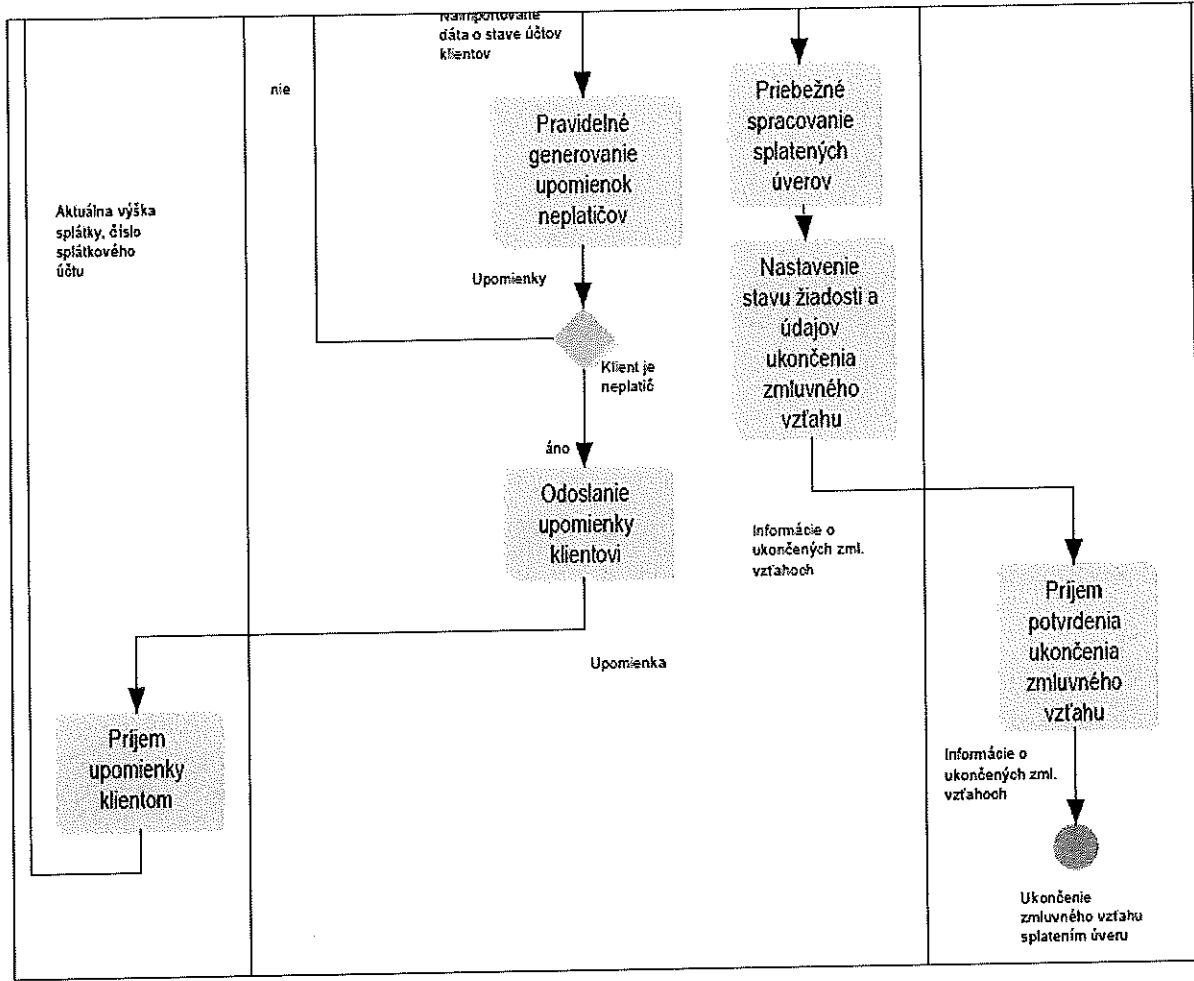 Naimportované
dáta o stave účtov
klientov
nie
Priebežné
spracovanie
splatených
úverov
Pravidelné
generovanie
upomienok
neplatičov
Aktuálna výška
splátky, číslo
splátkového
účtu
Upomienky
Nastavenie
stavu žiadosti a
údajov
ukončenia
zmluvného
vzťahu
Klient je
neplatič
áno
Odoslanie
upomienky
klientovi
Informácie o
ukončených zml.
vzťahoch
Príjem
potvrdenia
ukončenia
zmluvného
vzťahu
Upomienka
Príjem
upomienky
klientom
Informácie o
ukončených zml.
vzťahoch
Ukončenie
zmluvného vzťahu
splatením úveru